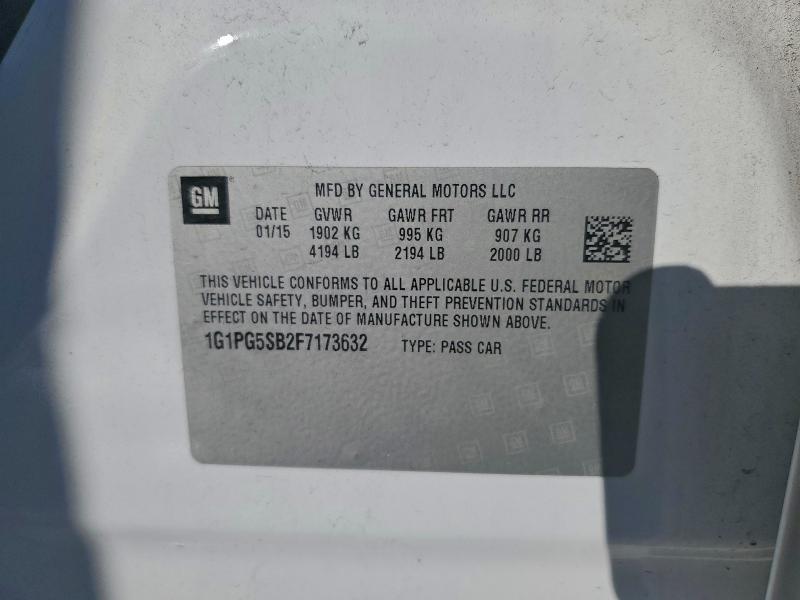 GM
MFD BY GENERAL MOTORS LLC
DATE GVWR GAWR FRT GAWR RR
01/15 1902 KG 995 KG 907 KG
4194 LB 2194 LB 2000 LB
THIS VEHICLE CONFORMS TO ALL APPLICABLE U.S. FEDERAL MOTOR
VEHICLE SAFETY, BUMPER, AND THEFT PREVENTION STANDARDS IN
EFFECT ON THE DATE OF MANUFACTURE SHOWN ABOVE.
1G1PG5SB2F7173632 TYPE: PASS CAR